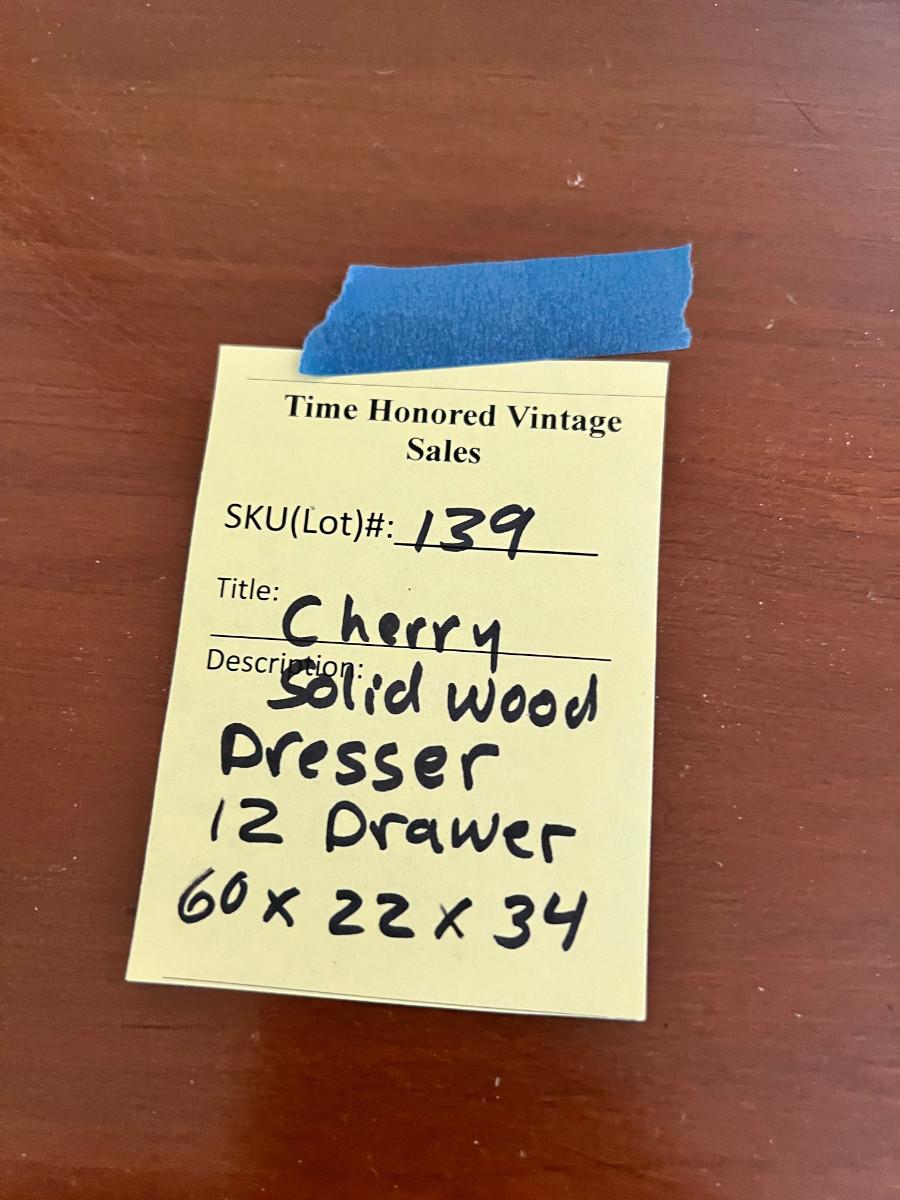 Time Honored Vintage
Sales
SKU(Lot)#: 139
Title: Cherry
Description:
Solid wood
Dresser
12 Drawer
60 x 22 x 34